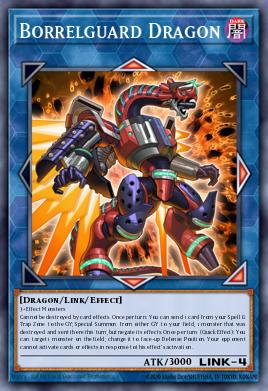 BORRELGUARD DRAGON
DARK
闇
[DRAGON/LINK/EFFECT]
3+ Effect Monsters
Cannot be destroyed by card effects. Once per turn: You can send 1 card from your Spell &
Trap Zone to the GY; Special Summon, from either GY to your field, 1 monster that was
destroyed and sent there this turn, but negate its effects. Once per turn (Quick Effect): You
can target 1 monster on the field; change it to face-up Defense Position. Your opponent
cannot activate cards or effects in response to this effect's activation.
ATK/3000 LINK-4